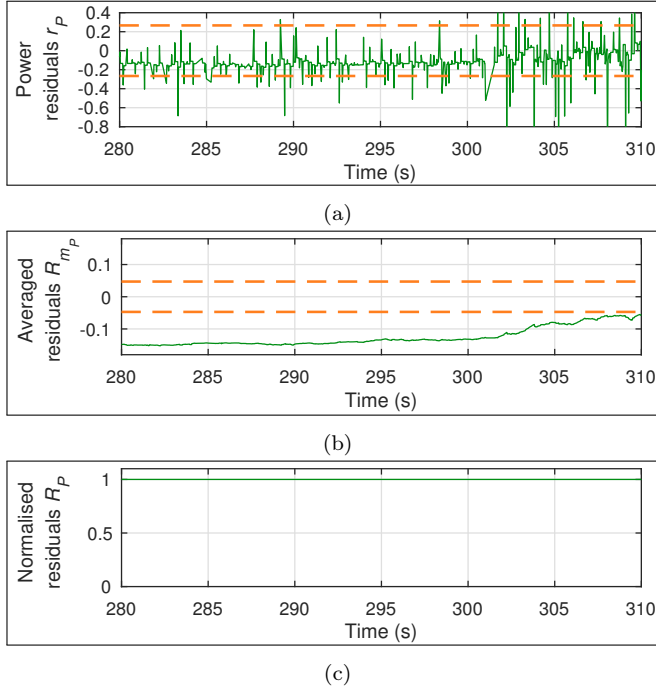 Power
residuals r_P
0.4
0.2
0
-0.2
-0.4
-0.6
-0.8
280 285 290 295 300 305 310
Time (s)
(a)
Averaged
residuals R_{m_P}
0.1
0
-0.1
280 285 290 295 300 305 310
Time (s)
(b)
Normalised
residuals R_P
1
0.5
0
280 285 290 295 300 305 310
Time (s)
(c)